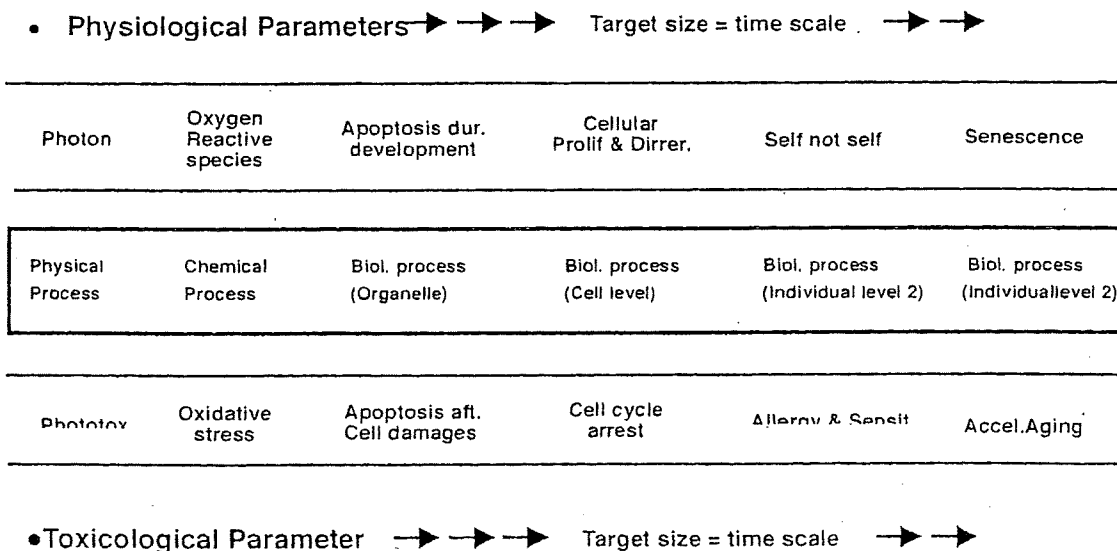 • Physiological Parameters Target size = time scale
Photon
Oxygen
Reactive
species
Apoptosis dur.
development
Cellular
Prolif & Dirrer.
Self not self
Senescence
Physical
Process
Chemical
Process
Biol. process
(Organelle)
Biol. process
(Cell level)
Biol. process
(Individual level 2)
Biol. process
(Individuallevel 2)
Phototox
Oxidative
stress
Apoptosis aft.
Cell damages
Cell cycle
arrest
Allergy & Sensit
Accel.Aging
•Toxicological Parameter Target size = time scale